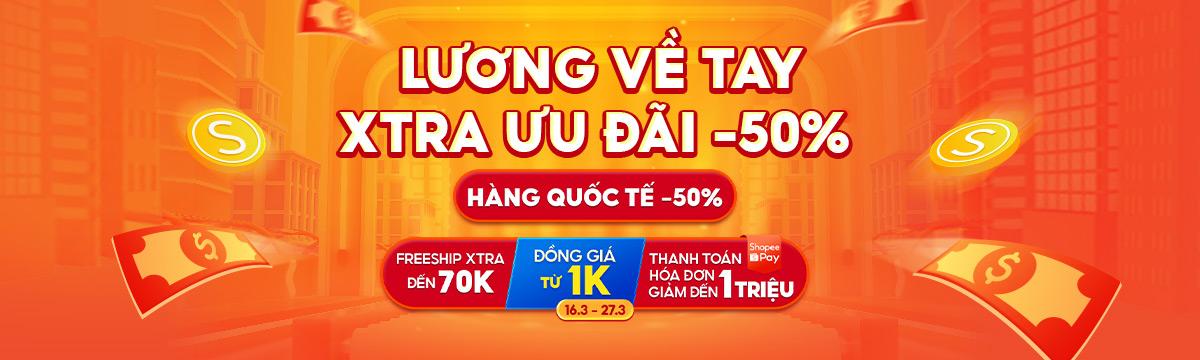 LƯƠNG VỀ TAY
XTRA ƯU ĐÃI -50%
HÀNG QUỐC TẾ -50%
FREESHIP XTRA
ĐẾN 70K
ĐỒNG GIÁ
TỪ 1K
16.3 - 27.3
THANH TOÁN
HÓA ĐƠN
GIẢM ĐẾN 1 TRIỆU
Shopee
Pay